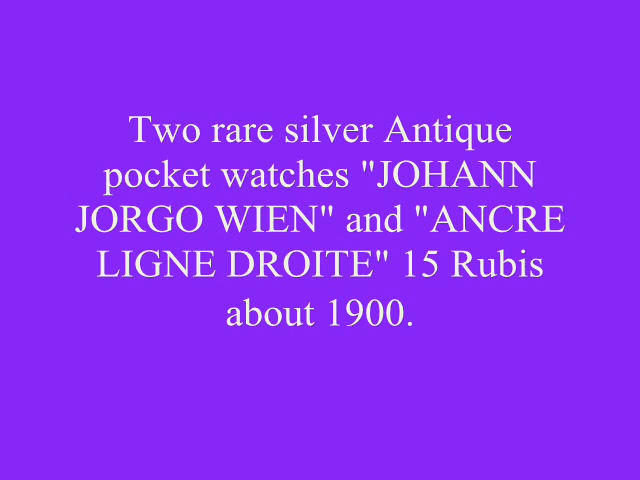 Two rare silver Antique
pocket watches "JOHANN
JORGO WIEN" and "ANCRE
LIGNE DROITE" 15 Rubis
about 1900.